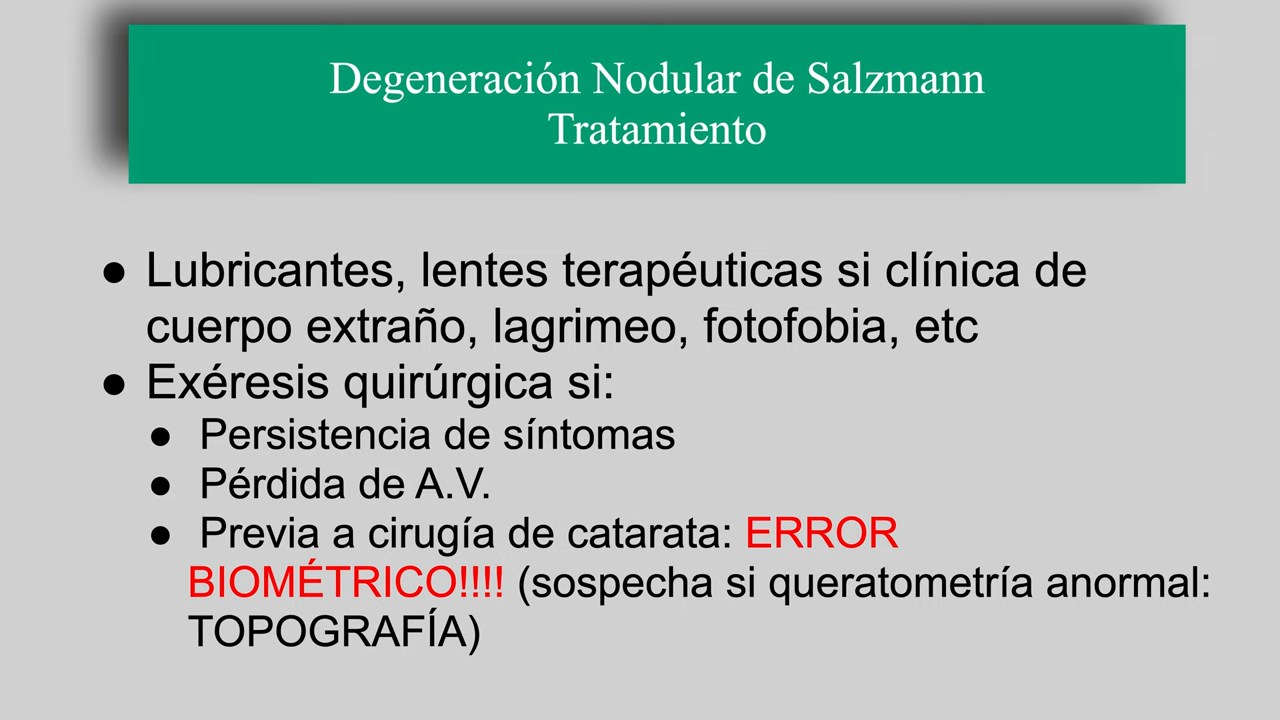 Degeneración Nodular de Salzmann
Tratamiento
● Lubricantes, lentes terapéuticas si clínica de
cuerpo extraño, lagrimeo, fotofobia, etc
● Exéresis quirúrgica si:
● Persistencia de síntomas
● Pérdida de A.V.
● Previa a cirugía de catarata: ERROR
BIOMÉTRICO!!!! (sospecha si queratometría anormal:
TOPOGRAFÍA)